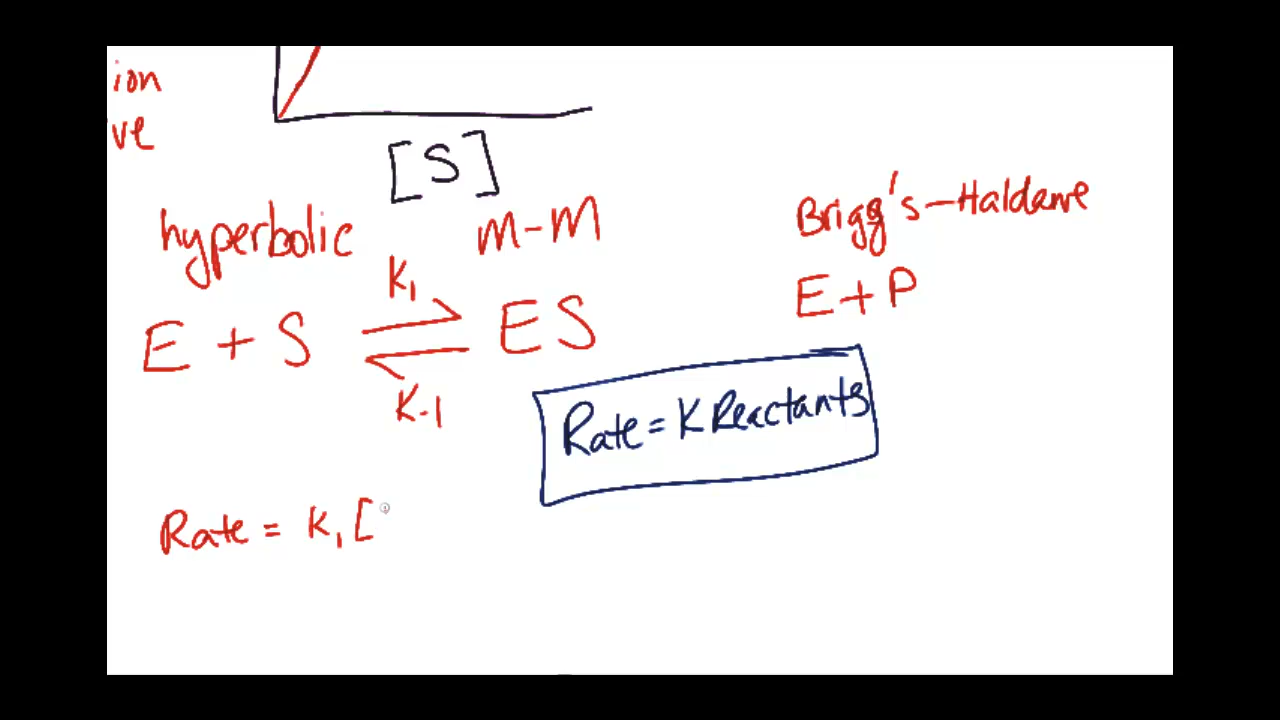 ion
ve
[S]
hyperbolic
M-M
Brigg's-Haldane
K1
E + S ⇌ ES
E + P
K-1
Rate = K Reactants
Rate = K1 [